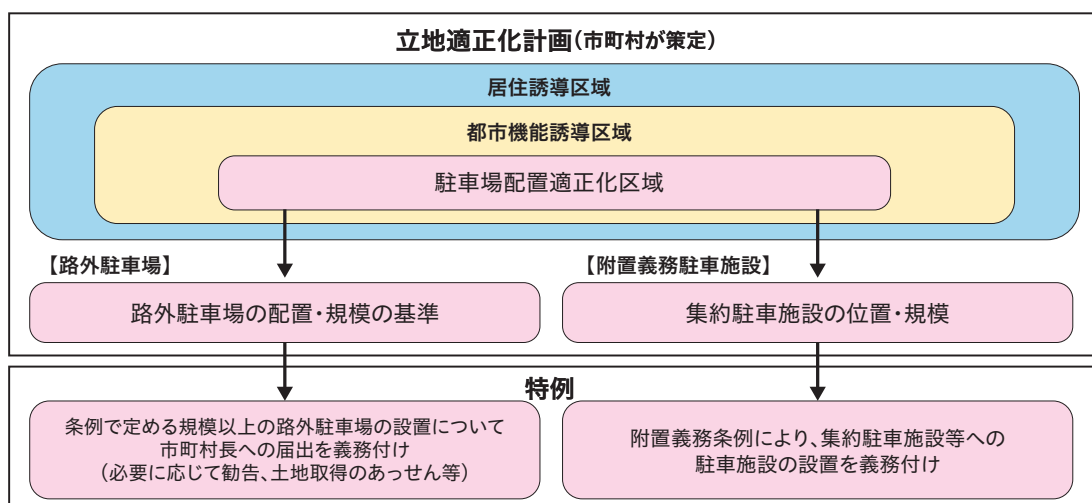 立地適正化計画(市町村が策定)
居住誘導区域
都市機能誘導区域
駐車場配置適正化区域
【路外駐車場】
【附置義務駐車施設】
路外駐車場の配置・規模の基準
集約駐車施設の位置・規模
特例
条例で定める規模以上の路外駐車場の設置について
市町村長への届出を義務付け
(必要に応じて勧告、土地取得のあっせん等)
附置義務条例により、集約駐車施設等への
駐車施設の設置を義務付け